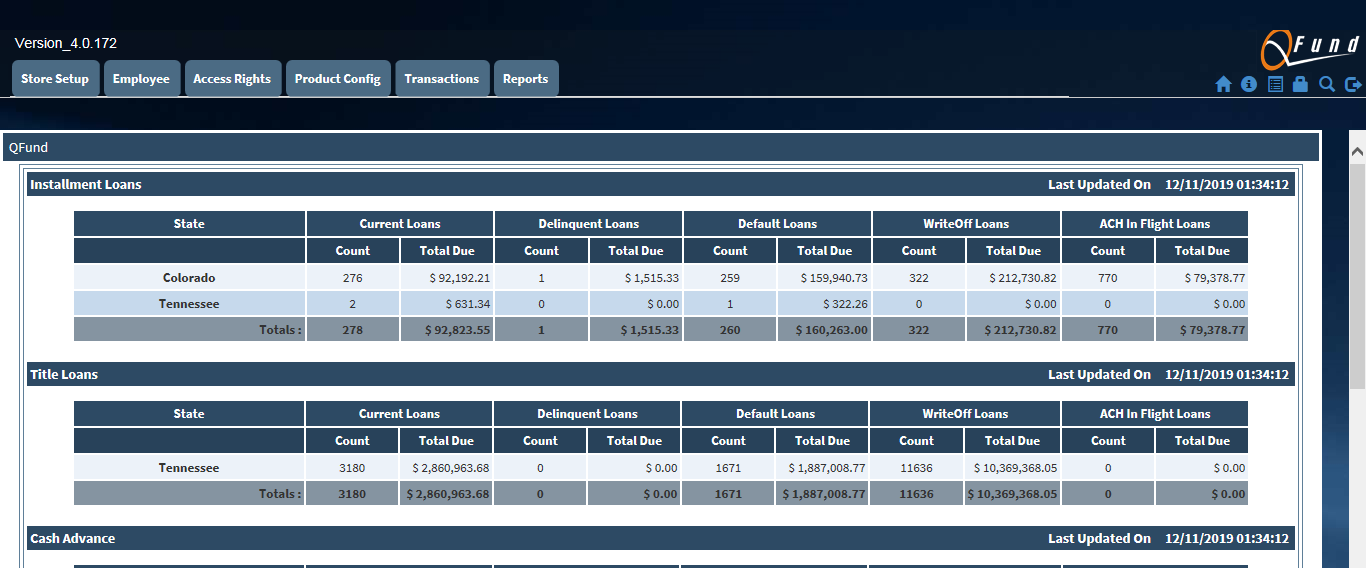 Version_4.0.172
QFund
Store Setup Employee Access Rights Product Config Transactions Reports
QFund
Installment Loans Last Updated On 12/11/2019 01:34:12
State Current Loans Delinquent Loans Default Loans WriteOff Loans ACH In Flight Loans
Count Total Due Count Total Due Count Total Due Count Total Due Count Total Due
Colorado 276 $ 92,192.21 1 $ 1,515.33 259 $ 159,940.73 322 $ 212,730.82 770 $ 79,378.77
Tennessee 2 $ 631.34 0 $ 0.00 1 $ 322.26 0 $ 0.00 0 $ 0.00
Totals : 278 $ 92,823.55 1 $ 1,515.33 260 $ 160,263.00 322 $ 212,730.82 770 $ 79,378.77
Title Loans Last Updated On 12/11/2019 01:34:12
State Current Loans Delinquent Loans Default Loans WriteOff Loans ACH In Flight Loans
Count Total Due Count Total Due Count Total Due Count Total Due Count Total Due
Tennessee 3180 $ 2,860,963.68 0 $ 0.00 1671 $ 1,887,008.77 11636 $ 10,369,368.05 0 $ 0.00
Totals : 3180 $ 2,860,963.68 0 $ 0.00 1671 $ 1,887,008.77 11636 $ 10,369,368.05 0 $ 0.00
Cash Advance Last Updated On 12/11/2019 01:34:12